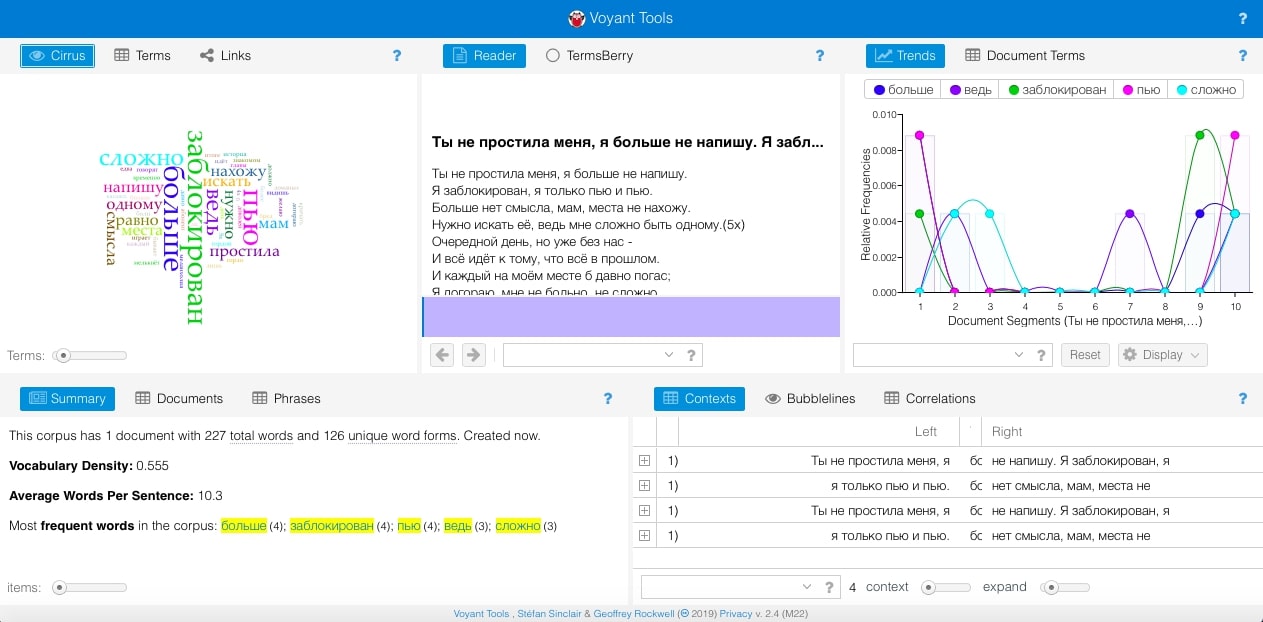 Voyant Tools
?
Cirrus Terms Links ?
Reader TermsBerry ?
Trends Document Terms ?
сложно
заблокирован
больше
напишу
одному
равно
места
смысла
ведь
нужно
нахожу
искать
пью
мам
простила
Terms:
Ты не простила меня, я больше не напишу. Я забл...
Ты не простила меня, я больше не напишу.
Я заблокирован, я только пью и пью.
Больше нет смысла, мам, места не нахожу.
Нужно искать её, ведь мне сложно быть одному.(5x)
Очередной день, но уже без нас -
И всё идёт к тому, что всё в прошлом.
И каждый на моём месте б давно погас;
Я догораю, мне не больно, не сложно
?
больше ведь заблокирован пью сложно
Relative Frequencies
0.010
0.008
0.006
0.004
0.002
0.000
1 2 3 4 5 6 7 8 9 10
Document Segments (Ты не простила меня,…)
? Reset Display
Summary Documents Phrases ?
This corpus has 1 document with 227 total words and 126 unique word forms. Created now.
Vocabulary Density: 0.555
Average Words Per Sentence: 10.3
Most frequent words in the corpus: больше (4); заблокирован (4); пью (4); ведь (3); сложно (3)
items:
Contexts Bubblelines Correlations ?
Left Right
1) Ты не простила меня, я бс не напишу. Я заблокирован, я
1) я только пью и пью. бс нет смысла, мам, места не
1) Ты не простила меня, я бс не напишу. Я заблокирован, я
1) я только пью и пью. бс нет смысла, мам, места не
? 4 context expand
Voyant Tools , Stéfan Sinclair & Geoffrey Rockwell (2019) Privacy v. 2.4 (M22)